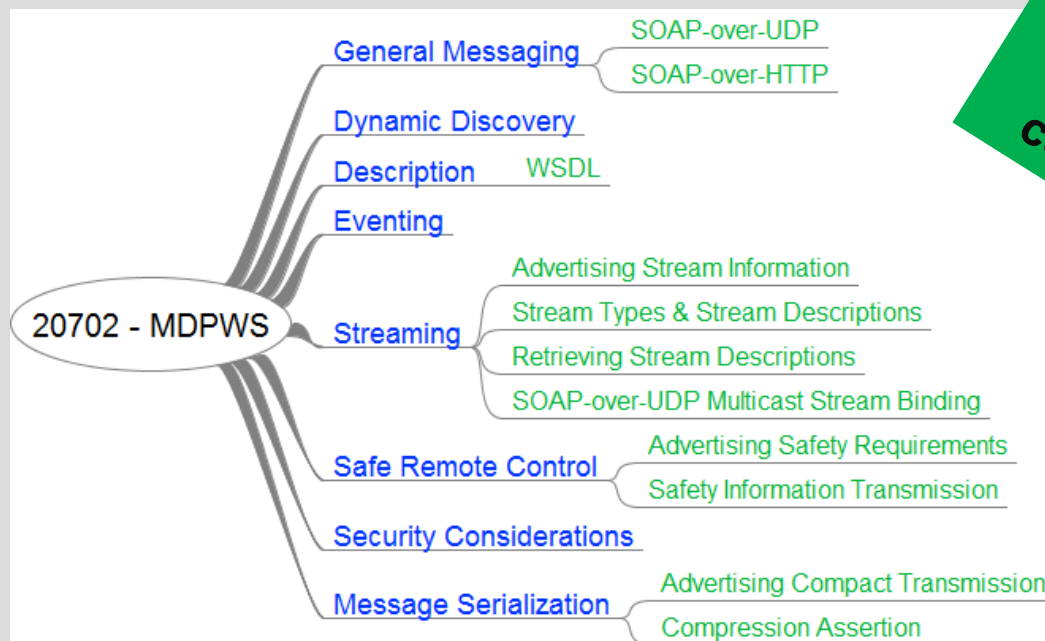 20702 - MDPWS
General Messaging
SOAP-over-UDP
SOAP-over-HTTP
Dynamic Discovery
Description
WSDL
Eventing
Streaming
Advertising Stream Information
Stream Types & Stream Descriptions
Retrieving Stream Descriptions
SOAP-over-UDP Multicast Stream Binding
Safe Remote Control
Advertising Safety Requirements
Safety Information Transmission
Security Considerations
Message Serialization
Advertising Compact Transmission
Compression Assertion